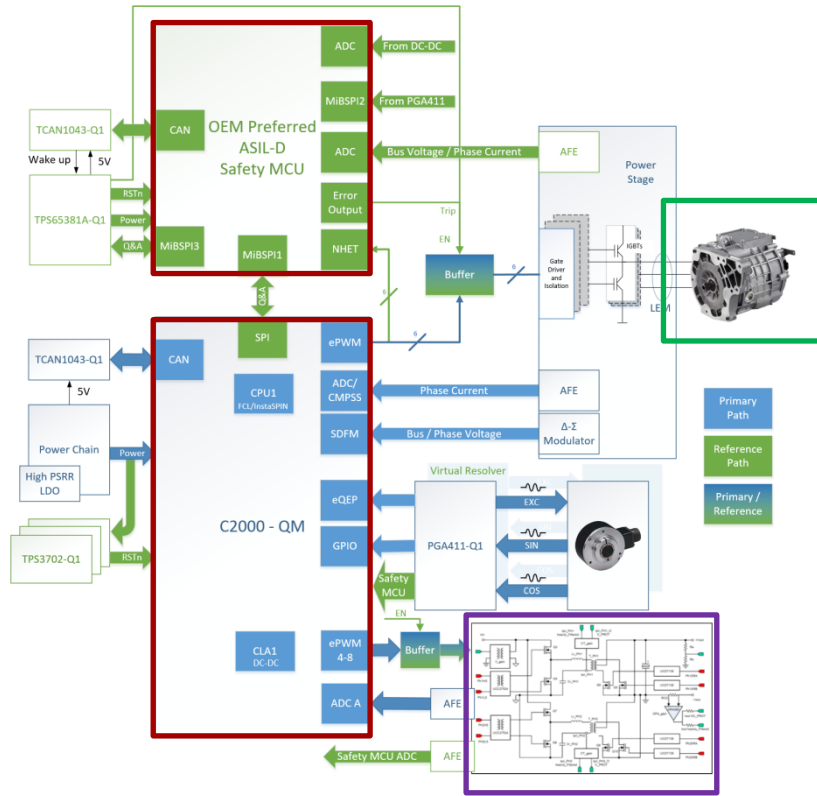 ADC
From DC-DC
MiBSPI2
From PGA411
TCAN1043-Q1
CAN
OEM Preferred
ASIL-D
Safety MCU
ADC
Bus Voltage / Phase Current
AFE
Power
Stage
Wake up
5V
RSTn
Error
Output
Trip
EN
TPS65381A-Q1
Power
Q&A
MiBSPI3
MiBSPI1
NHET
Buffer
6
IGBTs
Gate
Driver
and
Isolation
LEM
Q&A
6
SPI
ePWM
6
TCAN1043-Q1
CAN
5V
CPU1
FCL/InstaSPIN
ADC/
CMPSS
Phase Current
AFE
Primary
Path
Power Chain
Power
SDFM
Bus / Phase Voltage
Δ-Σ
Modulator
Reference
Path
High PSRR
LDO
Virtual Resolver
eQEP
EXC
Primary /
Reference
C2000 - QM
GPIO
PGA411-Q1
SIN
TPS3702-Q1
RSTn
Safety
MCU
COS
EN
CLA1
DC-DC
ePWM
4-8
Buffer
ADC A
AFE
Safety MCU ADC
AFE